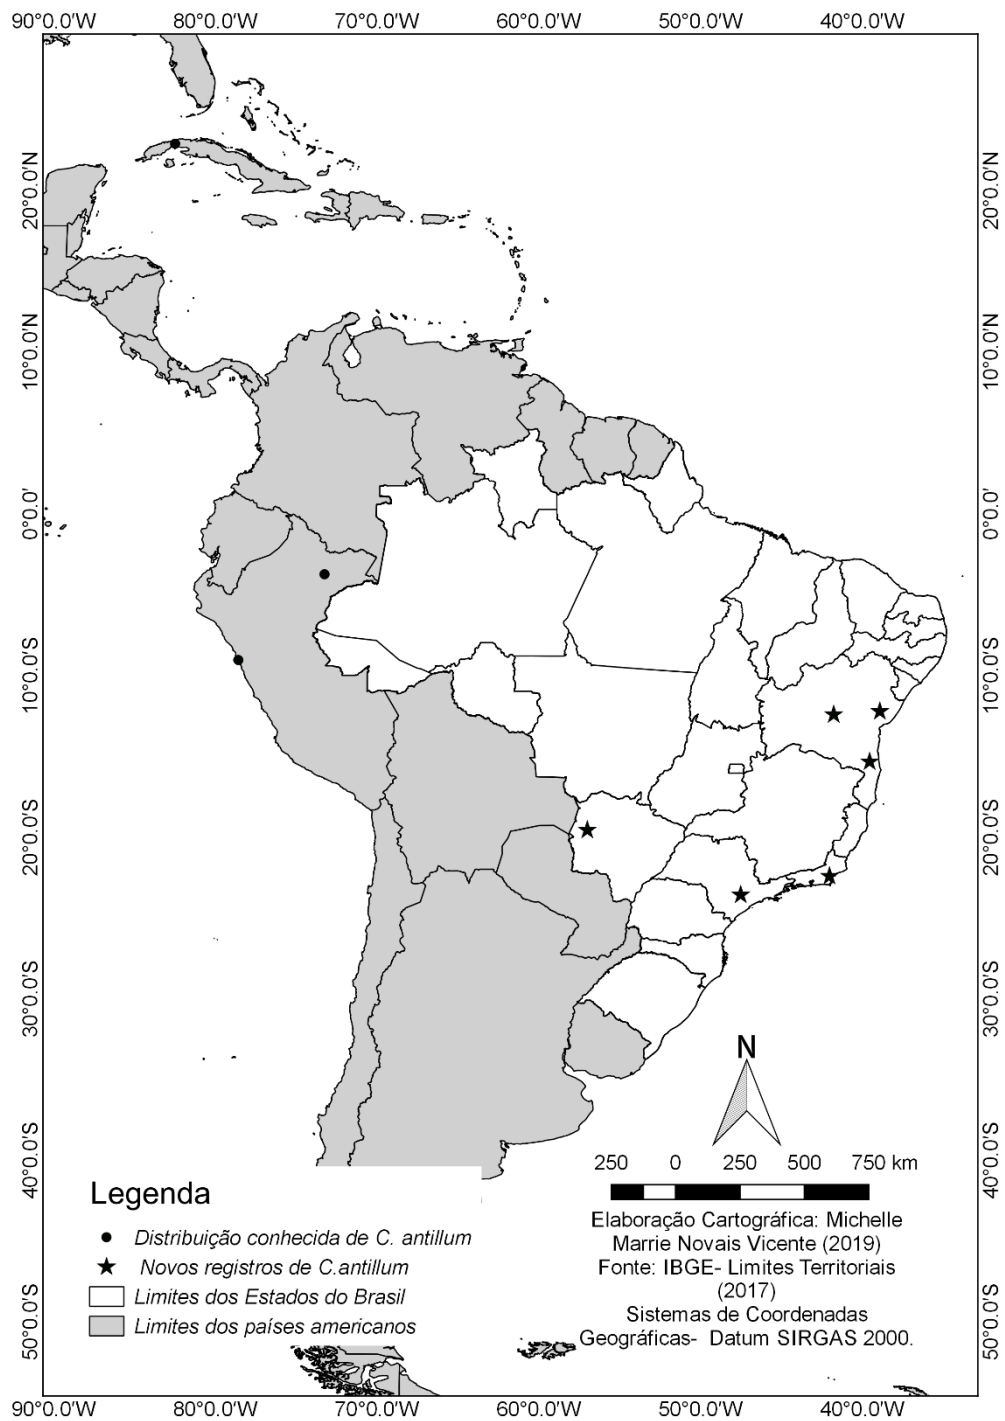 90°0.0'W 80°0.0'W 70°0.0'W 60°0.0'W 50°0.0'W 40°0.0'W
20°0.0'N 20°0.0'N
10°0.0'N 10°0.0'N
0°0.0' 0°0.0'
10°0.0'S 10°0.0'S
20°0.0'S 20°0.0'S
30°0.0'S 30°0.0'S
40°0.0'S 40°0.0'S
50°0.0'S 50°0.0'S
N
250 0 250 500 750 km
Legenda
Distribuição conhecida de C. antillum
Novos registros de C.antillum
Limites dos Estados do Brasil
Limites dos países americanos
Elaboração Cartográfica: Michelle
Marrie Novais Vicente (2019)
Fonte: IBGE- Limites Territoriais
(2017)
Sistemas de Coordenadas
Geográficas- Datum SIRGAS 2000.
90°0.0'W 80°0.0'W 70°0.0'W 60°0.0'W 50°0.0'W 40°0.0'W